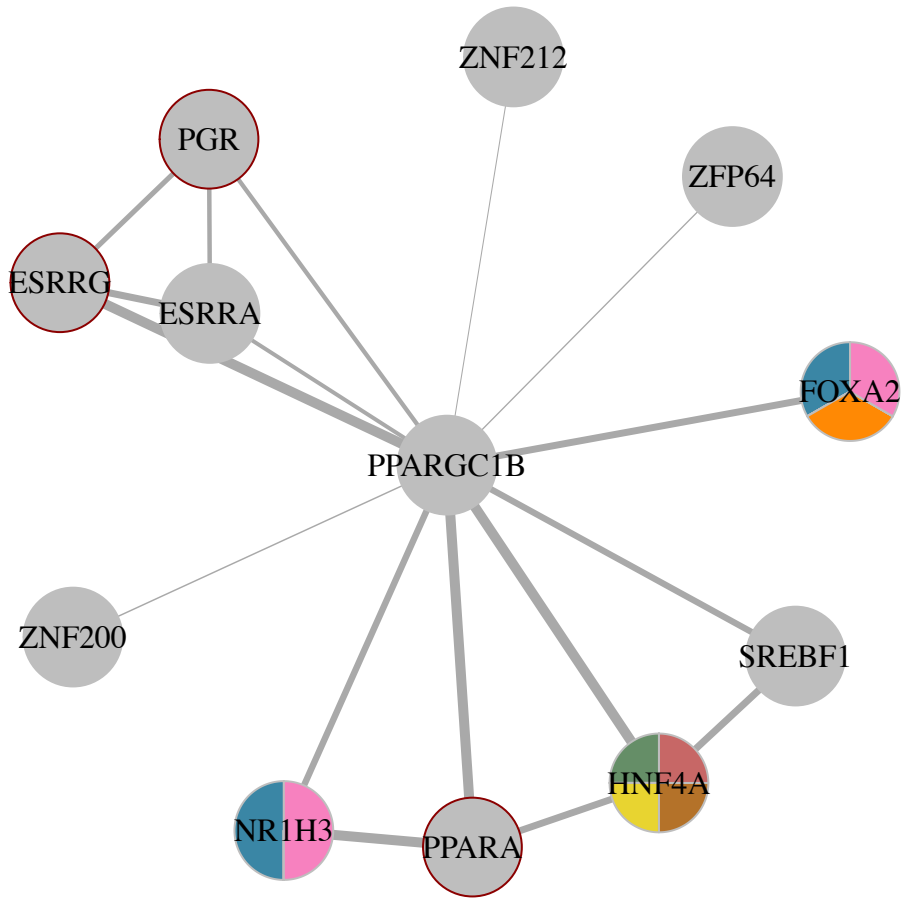 ZNF212
PGR
ZFP64
ESRRG
ESRRA
FOXA2
PPARGC1B
ZNF200
SREBF1
HNF4A
NR1H3
PPARA